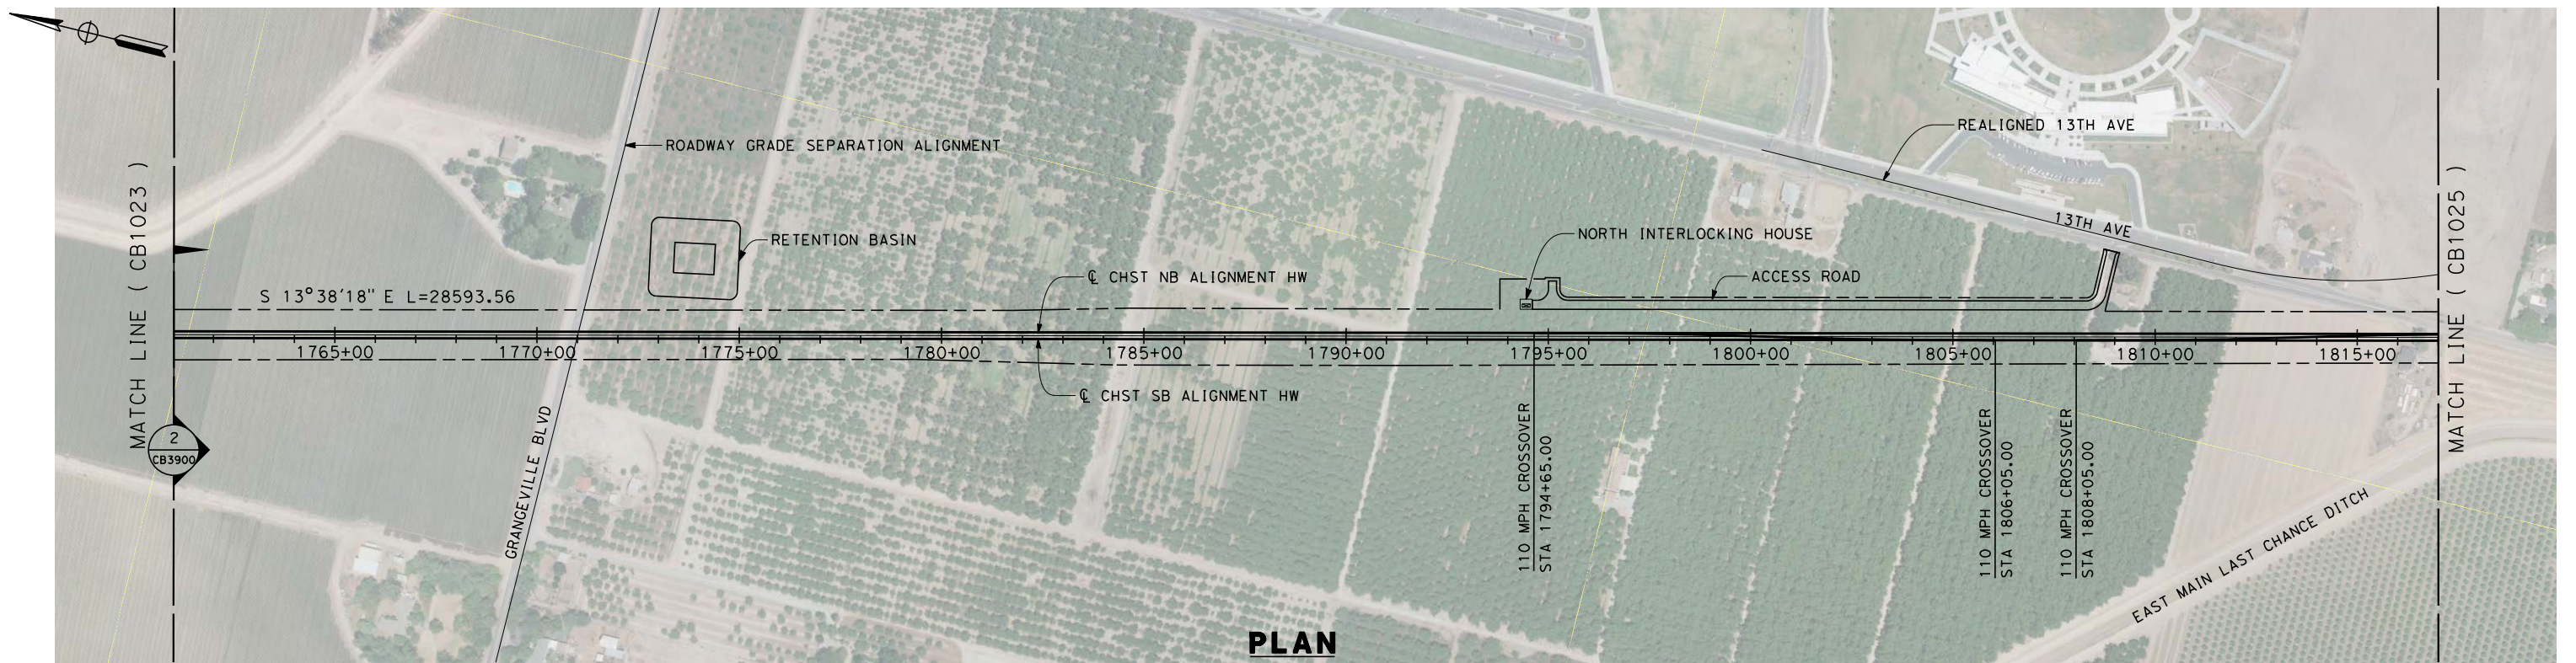 MATCH LINE ( CB1023 )
2
CB3900
S 13°38'18" E L=28593.56
GRANGEVILLE BLVD
ROADWAY GRADE SEPARATION ALIGNMENT
RETENTION BASIN
℄ CHST NB ALIGNMENT HW
℄ CHST SB ALIGNMENT HW
NORTH INTERLOCKING HOUSE
ACCESS ROAD
REALIGNED 13TH AVE
13TH AVE
1765+00
1770+00
1775+00
1780+00
1785+00
1790+00
1795+00
1800+00
1805+00
1810+00
1815+00
110 MPH CROSSOVER
STA 1794+65.00
110 MPH CROSSOVER
STA 1806+05.00
110 MPH CROSSOVER
STA 1808+05.00
EAST MAIN LAST CHANCE DITCH
MATCH LINE ( CB1025 )
PLAN